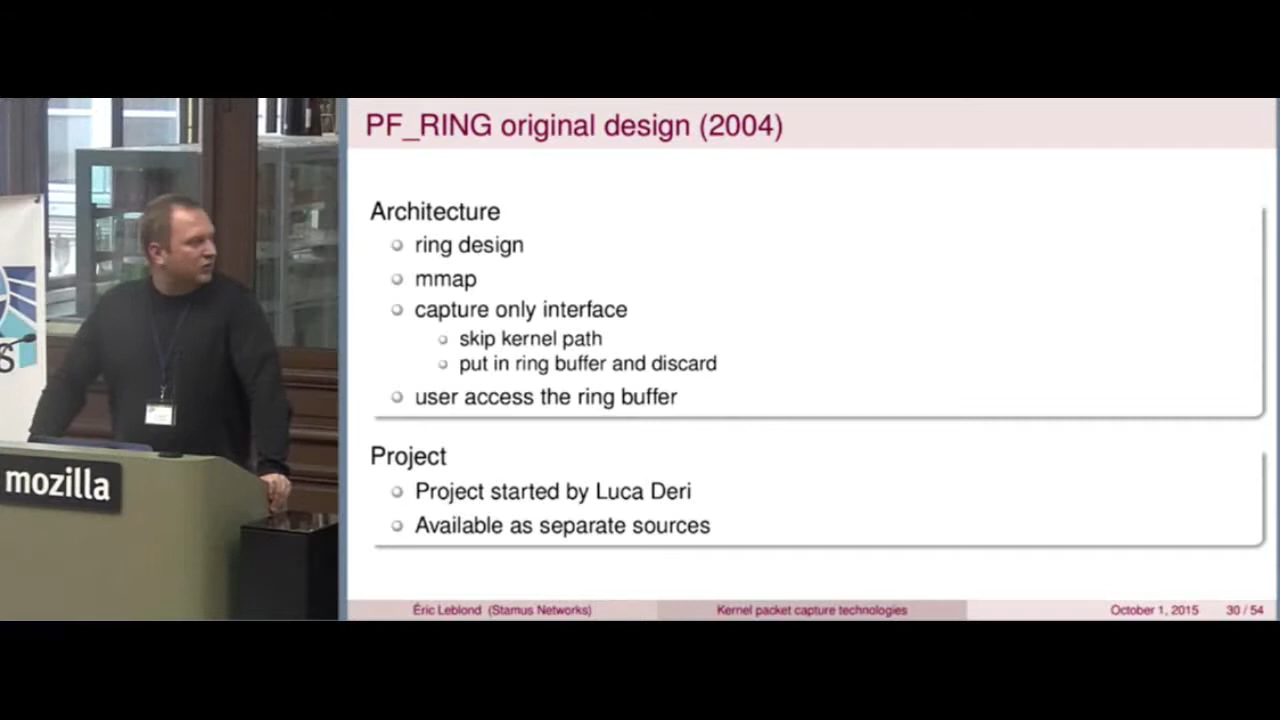 PF_RING original design (2004)
Architecture
ring design
mmap
capture only interface
skip kernel path
put in ring buffer and discard
user access the ring buffer
Project
Project started by Luca Deri
Available as separate sources
Éric Leblond (Stamus Networks) Kernel packet capture technologies October 1, 2015 30 / 54
mozilla
S